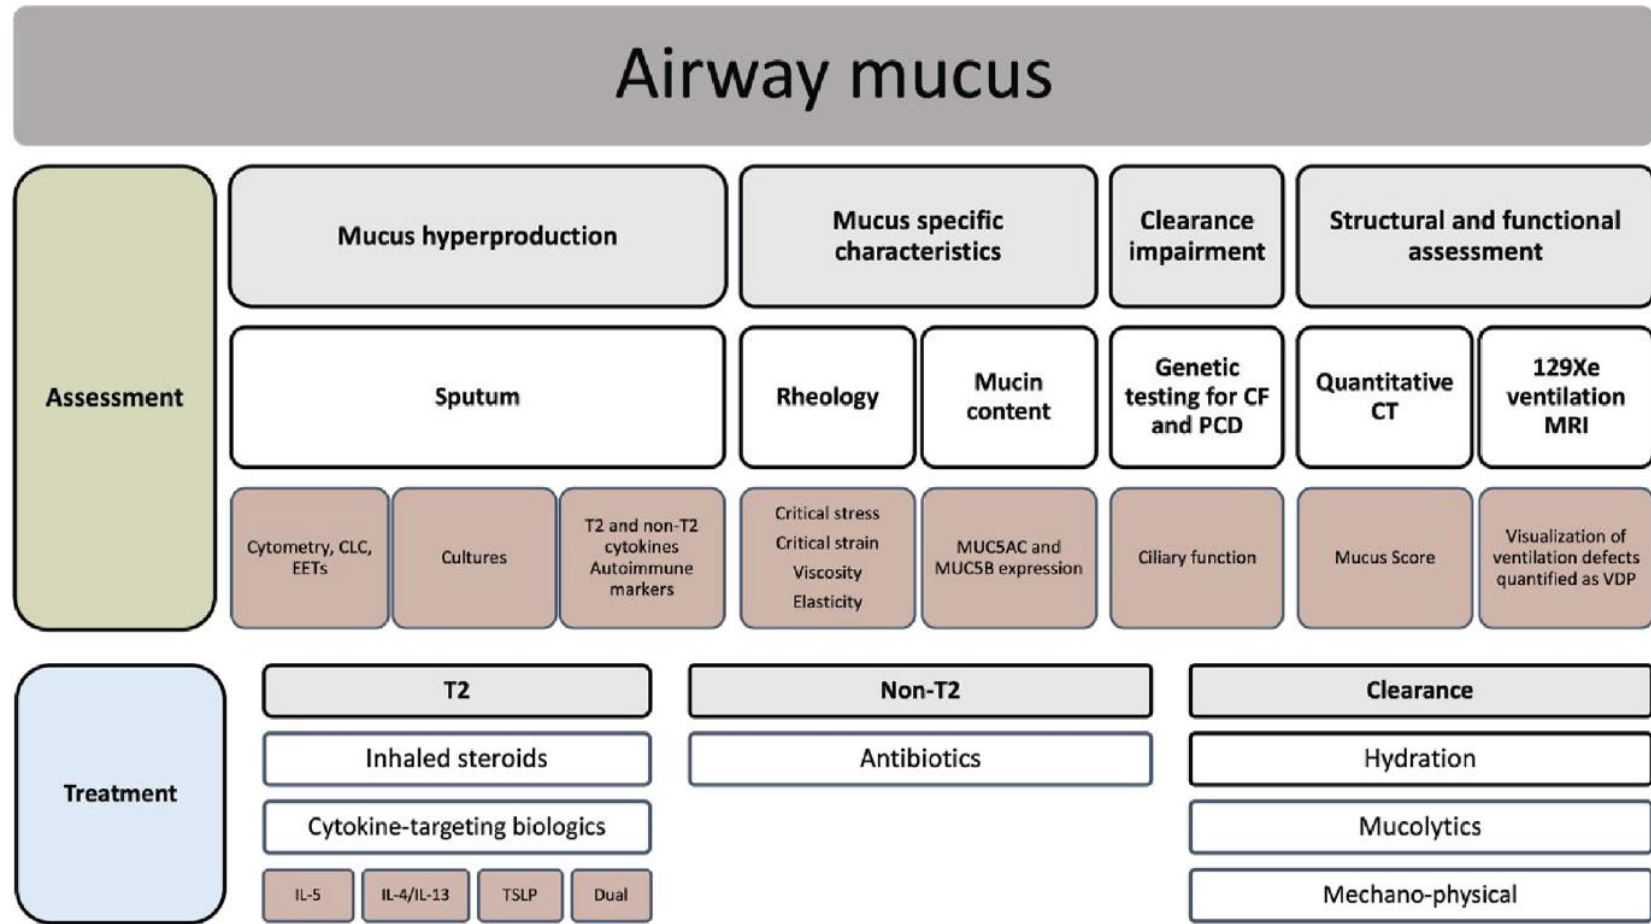 Airway mucus
Assessment
Mucus hyperproduction
Mucus specific
characteristics
Clearance
impairment
Structural and functional
assessment
Sputum
Rheology
Mucin
content
Genetic
testing for CF
and PCD
Quantitative
CT
129Xe
ventilation
MRI
Cytometry, CLC,
EETs
Cultures
T2 and non-T2
cytokines
Autoimmune
markers
Critical stress
Critical strain
Viscosity
Elasticity
MUC5AC and
MUC5B expression
Ciliary function
Mucus Score
Visualization of
ventilation defects
quantified as VDP
Treatment
T2
Inhaled steroids
Cytokine-targeting biologics
IL-5
IL-4/IL-13
TSLP
Dual
Non-T2
Antibiotics
Clearance
Hydration
Mucolytics
Mechano-physical